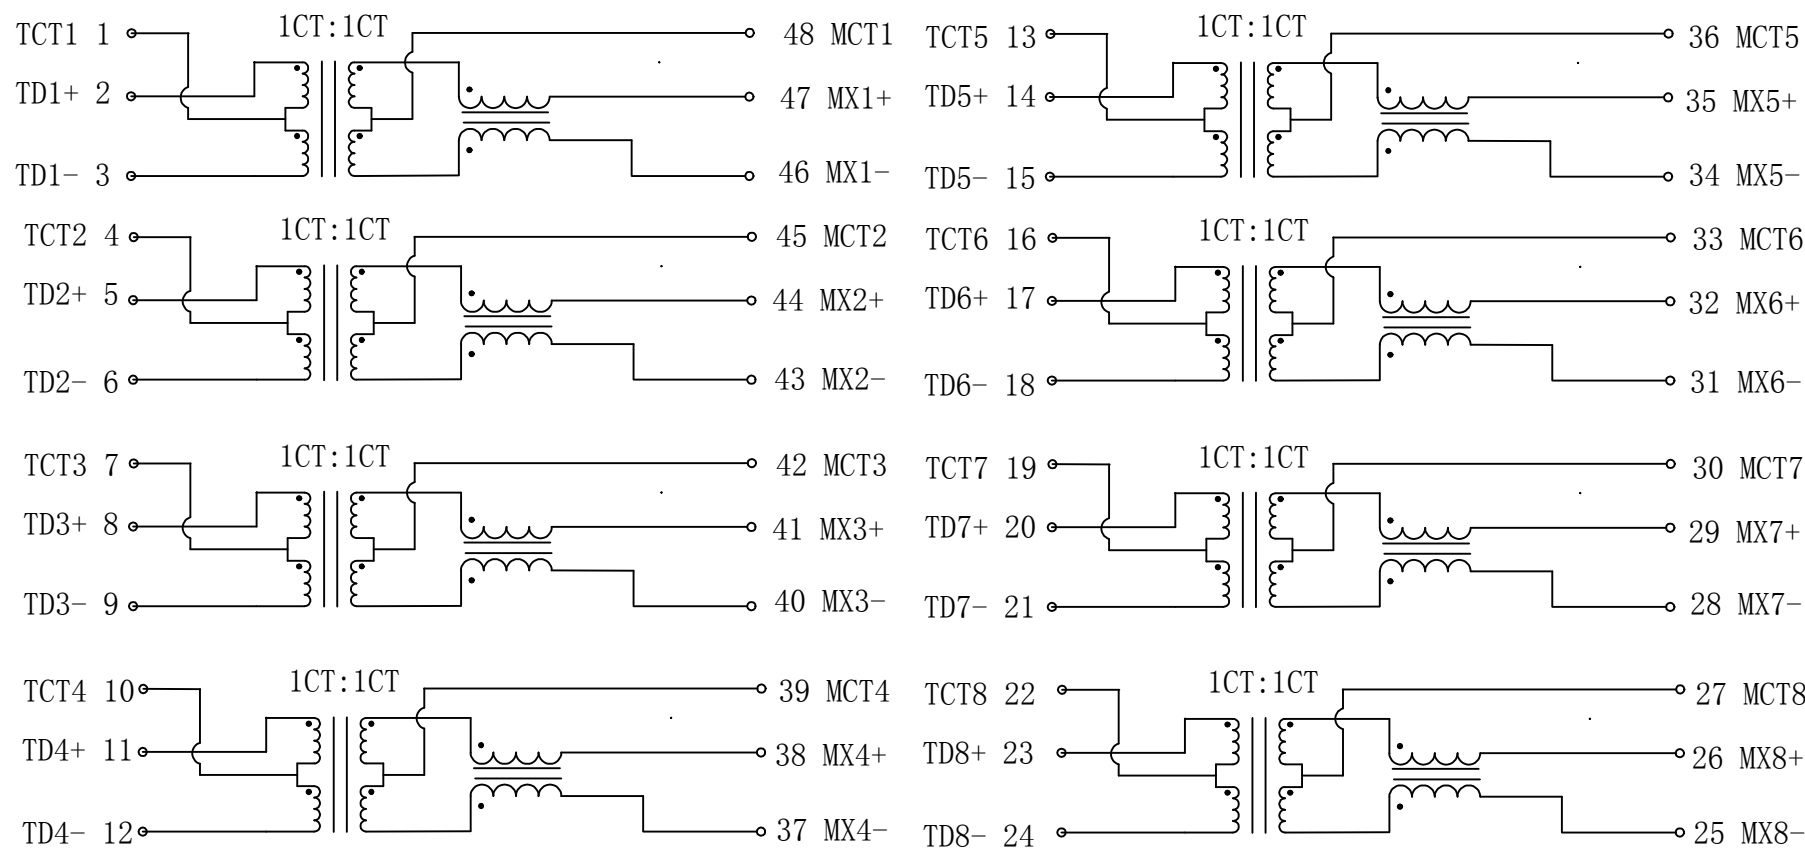 1CT:1CT
TCT1 1
48 MCT1
TD1+ 2
47 MX1+
TD1- 3
46 MX1-
1CT:1CT
TCT2 4
45 MCT2
TD2+ 5
44 MX2+
TD2- 6
43 MX2-
1CT:1CT
TCT3 7
42 MCT3
TD3+ 8
41 MX3+
TD3- 9
40 MX3-
1CT:1CT
TCT4 10
39 MCT4
TD4+ 11
38 MX4+
TD4- 12
37 MX4-
1CT:1CT
TCT5 13
36 MCT5
TD5+ 14
35 MX5+
TD5- 15
34 MX5-
1CT:1CT
TCT6 16
33 MCT6
TD6+ 17
32 MX6+
TD6- 18
31 MX6-
1CT:1CT
TCT7 19
30 MCT7
TD7+ 20
29 MX7+
TD7- 21
28 MX7-
1CT:1CT
TCT8 22
27 MCT8
TD8+ 23
26 MX8+
TD8- 24
25 MX8-